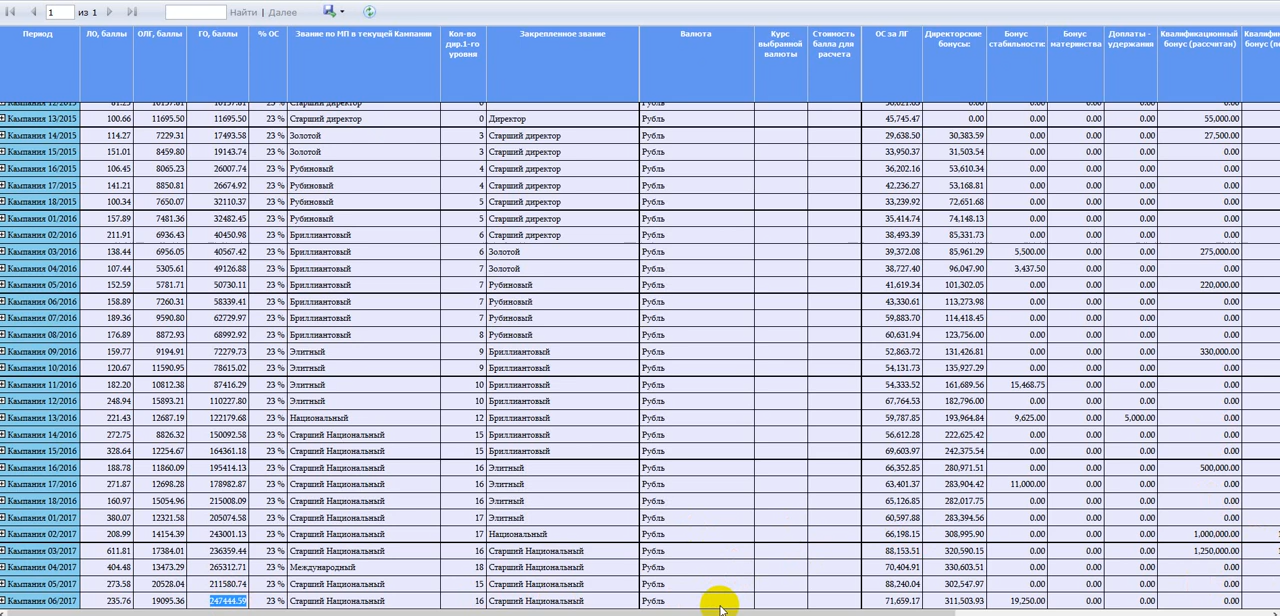 1 из 1 Найти | Далее
Период ЛО, баллы ОЛГ, баллы ГО, баллы % ОС Звание по МП в текущей Кампании Кол-во дир.1-го уровня Закрепленное звание Валюта Курс выбранной валюты Стоимость балла для расчета ОС за ЛГ Директорские бонусы: Бонус стабильности: Бонус материнства Доплаты - удержания Квалификационный бонус (рассчитан)
Кампания 13/2015 100.66 11695.50 11695.50 23 % Старший директор 0 Директор Рубль 45,745.47 0.00 0.00 0.00 0.00 55,000.00
Кампания 14/2015 114.27 7229.31 17493.58 23 % Золотой 3 Старший директор Рубль 29,638.50 30,383.59 0.00 0.00 0.00 27,500.00
Кампания 15/2015 151.01 8459.80 19143.74 23 % Золотой 3 Старший директор Рубль 33,950.37 31,503.54 0.00 0.00 0.00 0.00
Кампания 16/2015 106.45 8065.23 26007.74 23 % Рубиновый 4 Старший директор Рубль 36,202.16 53,610.34 0.00 0.00 0.00 0.00
Кампания 17/2015 141.21 8850.81 26674.92 23 % Рубиновый 4 Старший директор Рубль 42,236.27 53,168.81 0.00 0.00 0.00 0.00
Кампания 18/2015 100.34 7650.07 32110.37 23 % Рубиновый 5 Старший директор Рубль 33,239.92 72,651.68 0.00 0.00 0.00 0.00
Кампания 01/2016 157.89 7481.36 32482.45 23 % Рубиновый 5 Старший директор Рубль 35,414.74 74,148.13 0.00 0.00 0.00 0.00
Кампания 02/2016 211.91 6936.43 40450.98 23 % Бриллиантовый 6 Старший директор Рубль 38,493.39 85,331.73 0.00 0.00 0.00 0.00
Кампания 03/2016 138.44 6956.05 40567.42 23 % Бриллиантовый 6 Золотой Рубль 39,372.08 85,961.29 5,500.00 0.00 0.00 275,000.00
Кампания 04/2016 107.44 5305.61 49126.88 23 % Бриллиантовый 7 Золотой Рубль 38,727.40 96,047.90 3,437.50 0.00 0.00 0.00
Кампания 05/2016 152.59 5781.71 50730.11 23 % Бриллиантовый 7 Рубиновый Рубль 41,619.34 101,302.05 0.00 0.00 0.00 220,000.00
Кампания 06/2016 158.89 7260.31 58339.41 23 % Бриллиантовый 7 Рубиновый Рубль 43,330.61 113,273.98 0.00 0.00 0.00 0.00
Кампания 07/2016 189.36 9590.80 62729.97 23 % Бриллиантовый 7 Рубиновый Рубль 59,883.70 114,418.45 0.00 0.00 0.00 0.00
Кампания 08/2016 176.89 8872.93 68992.92 23 % Бриллиантовый 8 Рубиновый Рубль 60,631.94 123,756.00 0.00 0.00 0.00 0.00
Кампания 09/2016 159.77 9194.91 72279.73 23 % Элитный 9 Бриллиантовый Рубль 52,863.72 131,426.81 0.00 0.00 0.00 330,000.00
Кампания 10/2016 120.67 11590.95 78615.02 23 % Элитный 9 Бриллиантовый Рубль 54,131.73 135,927.29 0.00 0.00 0.00 0.00
Кампания 11/2016 182.20 10812.38 87416.29 23 % Элитный 10 Бриллиантовый Рубль 54,333.52 161,689.56 15,468.75 0.00 0.00 0.00
Кампания 12/2016 248.94 15893.21 110227.80 23 % Элитный 10 Бриллиантовый Рубль 67,764.53 182,796.00 0.00 0.00 0.00 0.00
Кампания 13/2016 221.43 12687.19 122179.68 23 % Национальный 12 Бриллиантовый Рубль 59,787.85 193,964.84 9,625.00 0.00 5,000.00 0.00
Кампания 14/2016 272.75 8826.32 150092.58 23 % Старший Национальный 15 Бриллиантовый Рубль 56,612.28 222,625.42 0.00 0.00 0.00 0.00
Кампания 15/2016 328.64 12254.67 164361.18 23 % Старший Национальный 15 Бриллиантовый Рубль 69,603.97 242,375.54 0.00 0.00 0.00 0.00
Кампания 16/2016 188.78 11860.09 195414.13 23 % Старший Национальный 16 Элитный Рубль 66,352.85 280,971.51 0.00 0.00 0.00 500,000.00
Кампания 17/2016 271.87 12698.28 178982.87 23 % Старший Национальный 16 Элитный Рубль 63,401.37 283,904.42 11,000.00 0.00 0.00 0.00
Кампания 18/2016 160.97 15054.96 215008.09 23 % Старший Национальный 16 Элитный Рубль 65,126.85 282,017.75 0.00 0.00 0.00 0.00
Кампания 01/2017 380.07 12321.58 205074.58 23 % Старший Национальный 17 Элитный Рубль 60,597.88 283,394.56 0.00 0.00 0.00 0.00
Кампания 02/2017 208.99 14154.39 243001.13 23 % Старший Национальный 17 Национальный Рубль 66,198.15 308,995.90 0.00 0.00 0.00 1,000,000.00
Кампания 03/2017 611.81 17384.01 236359.44 23 % Старший Национальный 16 Старший Национальный Рубль 88,153.51 320,590.15 0.00 0.00 0.00 1,250,000.00
Кампания 04/2017 404.48 13473.29 265312.71 23 % Международный 18 Старший Национальный Рубль 70,404.91 330,603.51 0.00 0.00 0.00 0.00
Кампания 05/2017 273.58 20528.04 211580.74 23 % Старший Национальный 15 Старший Национальный Рубль 88,240.04 302,547.97 0.00 0.00 0.00 0.00
Кампания 06/2017 235.76 19095.36 247444.59 23 % Старший Национальный 16 Старший Национальный Рубль 71,659.17 311,503.93 19,250.00 0.00 0.00 0.00